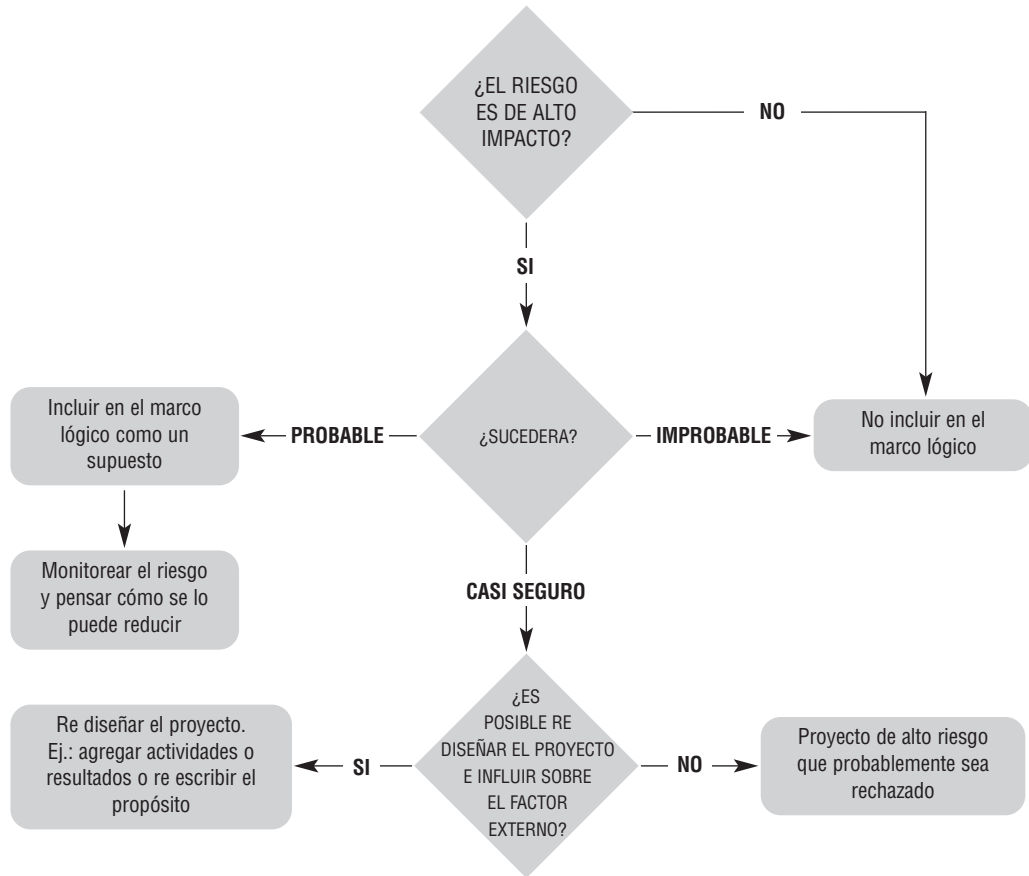 ¿EL RIESGO
ES DE ALTO
IMPACTO?
NO
SI
Incluir en el marco
lógico como un
supuesto
PROBABLE
¿SUCEDERA?
IMPROBABLE
No incluir en el
marco lógico
Monitorear el riesgo
y pensar cómo se lo
puede reducir
CASI SEGURO
Re diseñar el proyecto.
Ej.: agregar actividades o
resultados o re escribir el
propósito
SI
¿ES
POSIBLE RE
DISEÑAR EL PROYECTO
E INFLUIR SOBRE
EL FACTOR
EXTERNO?
NO
Proyecto de alto riesgo
que probablemente sea
rechazado